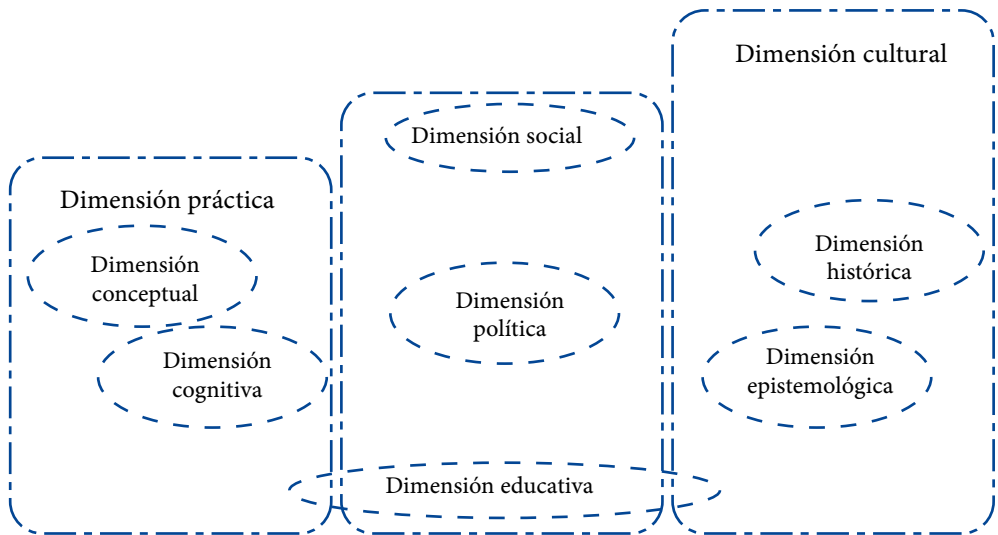 Dimensión práctica
Dimensión
conceptual
Dimensión
cognitiva
Dimensión social
Dimensión
política
Dimensión educativa
Dimensión cultural
Dimensión
histórica
Dimensión
epistemológica